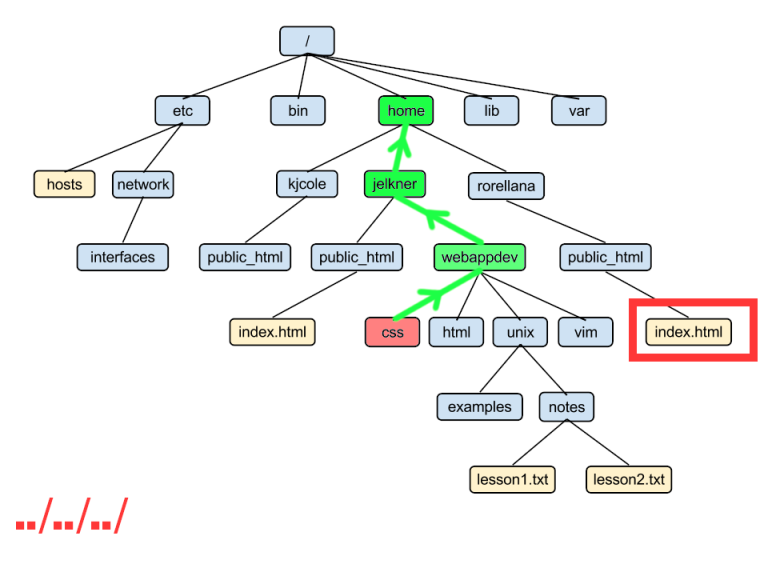 /
etc bin home lib var
hosts network kjcole jelkner rorellana
interfaces public_html public_html webappdev public_html
index.html css html unix vim index.html
examples notes
lesson1.txt lesson2.txt
../../../